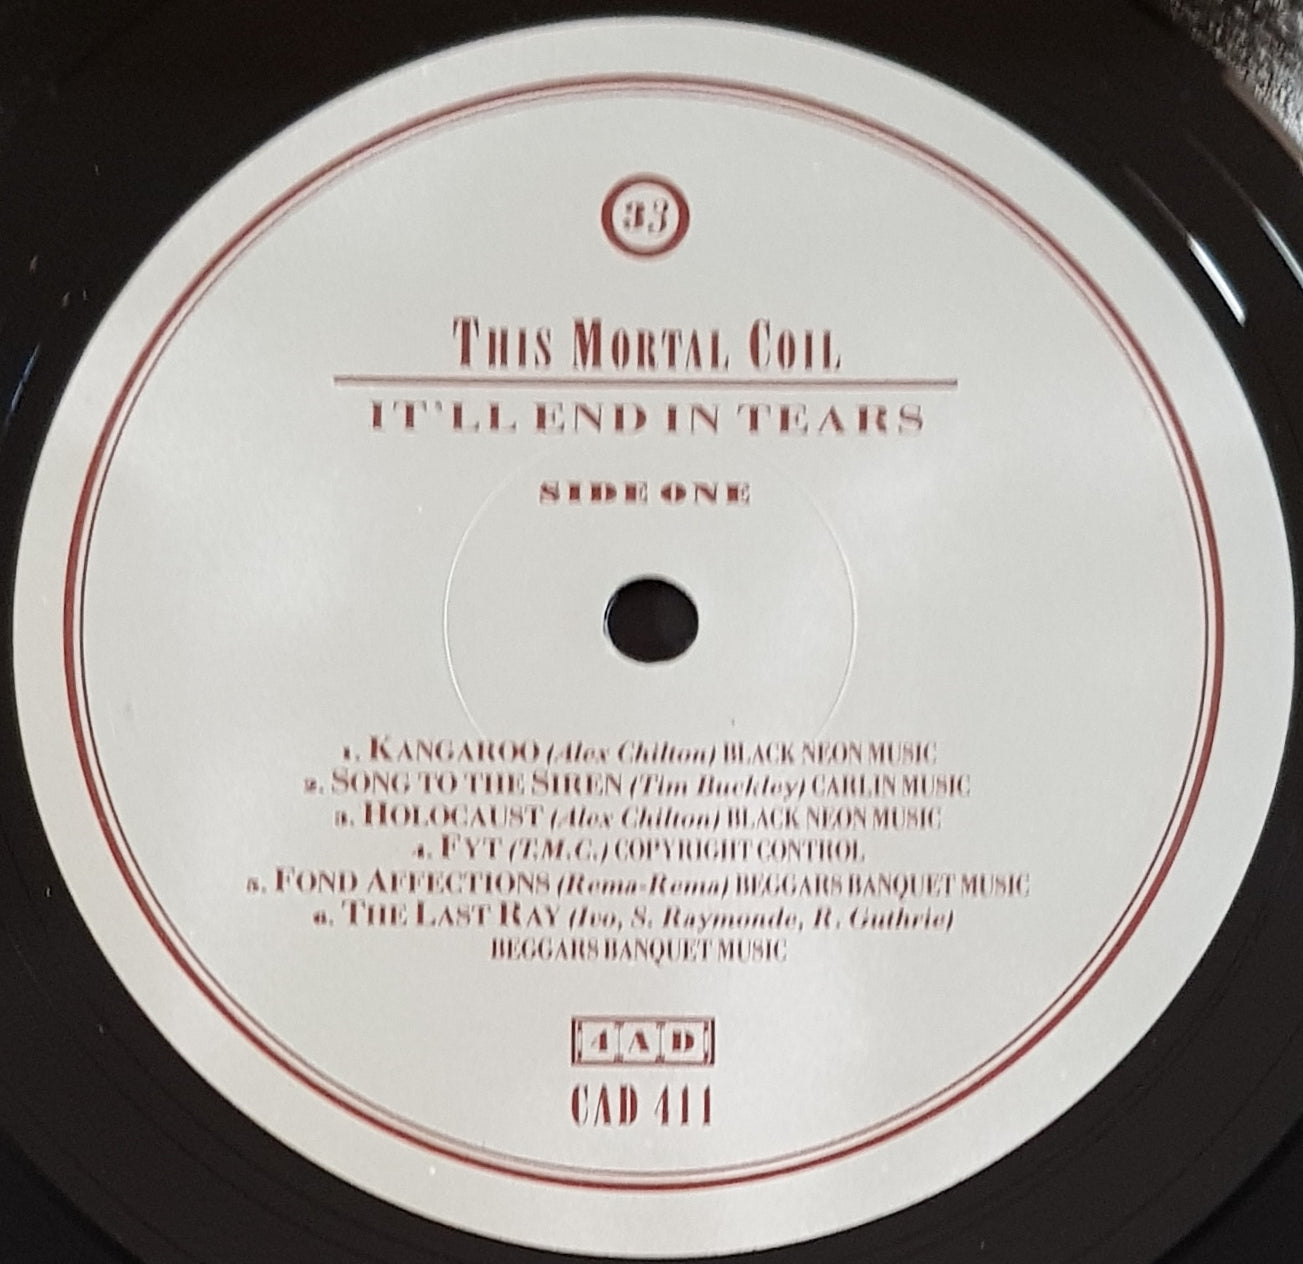 33
THIS MORTAL COIL
IT'LL END IN TEARS
SIDE ONE
1. KANGAROO (Alex Chilton) BLACK NEON MUSIC
2. SONG TO THE SIREN (Tim Buckley) CARLIN MUSIC
3. HOLOCAUST (Alex Chilton) BLACK NEON MUSIC
4. FYT (T.M.C.) COPYRIGHT CONTROL
5. FOND AFFECTIONS (Rema-Rema) BEGGARS BANQUET MUSIC
6. THE LAST RAY (Ivo, S. Raymonde, R. Guthrie)
BEGGARS BANQUET MUSIC
4AD
CAD 411